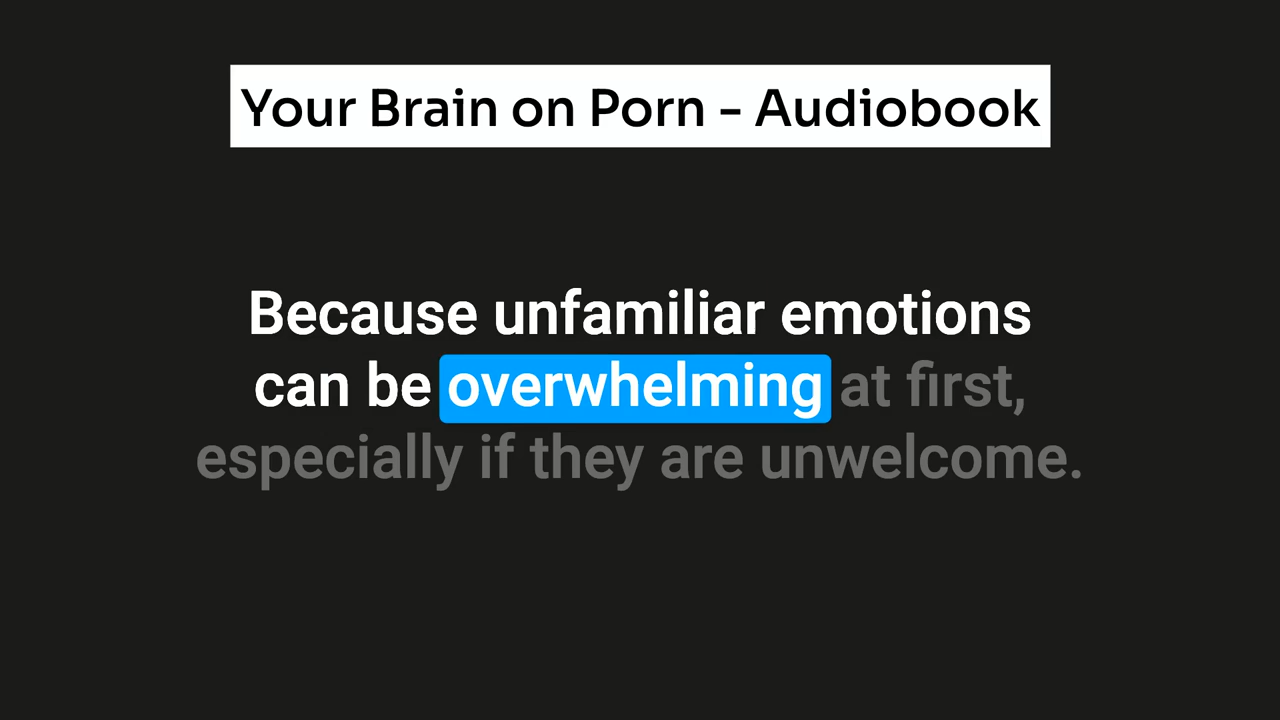 Your Brain on Porn - Audiobook
Because unfamiliar emotions
can be overwhelming at first,
especially if they are unwelcome.